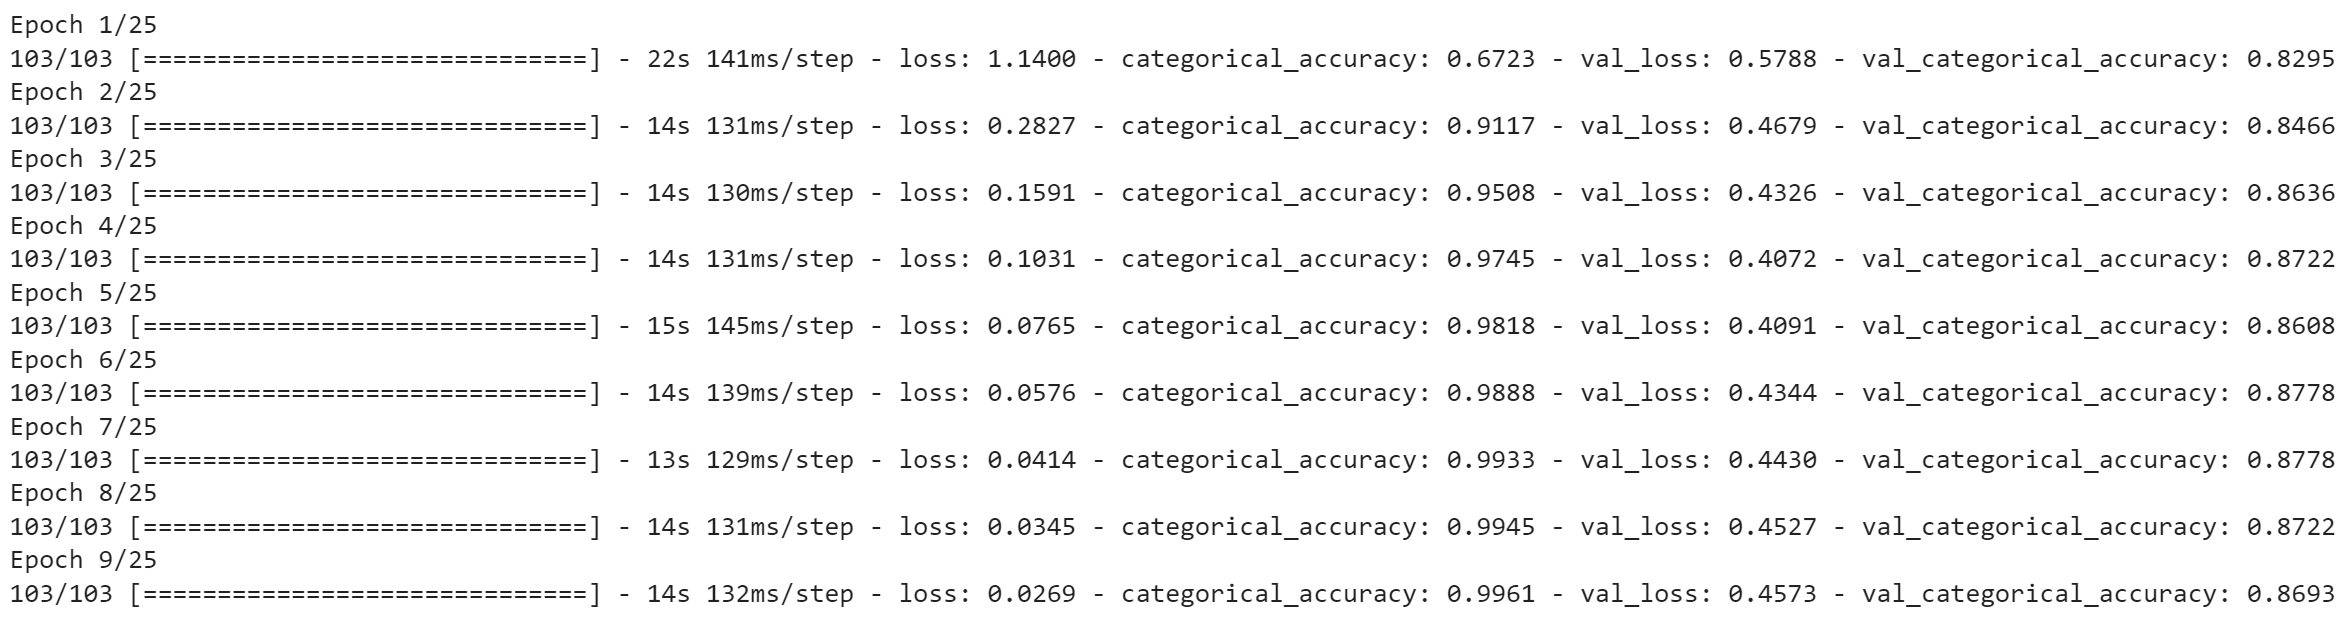 Epoch 1/25
103/103 [==============================] - 22s 141ms/step - loss: 1.1400 - categorical_accuracy: 0.6723 - val_loss: 0.5788 - val_categorical_accuracy: 0.8295
Epoch 2/25
103/103 [==============================] - 14s 131ms/step - loss: 0.2827 - categorical_accuracy: 0.9117 - val_loss: 0.4679 - val_categorical_accuracy: 0.8466
Epoch 3/25
103/103 [==============================] - 14s 130ms/step - loss: 0.1591 - categorical_accuracy: 0.9508 - val_loss: 0.4326 - val_categorical_accuracy: 0.8636
Epoch 4/25
103/103 [==============================] - 14s 131ms/step - loss: 0.1031 - categorical_accuracy: 0.9745 - val_loss: 0.4072 - val_categorical_accuracy: 0.8722
Epoch 5/25
103/103 [==============================] - 15s 145ms/step - loss: 0.0765 - categorical_accuracy: 0.9818 - val_loss: 0.4091 - val_categorical_accuracy: 0.8608
Epoch 6/25
103/103 [==============================] - 14s 139ms/step - loss: 0.0576 - categorical_accuracy: 0.9888 - val_loss: 0.4344 - val_categorical_accuracy: 0.8778
Epoch 7/25
103/103 [==============================] - 13s 129ms/step - loss: 0.0414 - categorical_accuracy: 0.9933 - val_loss: 0.4430 - val_categorical_accuracy: 0.8778
Epoch 8/25
103/103 [==============================] - 14s 131ms/step - loss: 0.0345 - categorical_accuracy: 0.9945 - val_loss: 0.4527 - val_categorical_accuracy: 0.8722
Epoch 9/25
103/103 [==============================] - 14s 132ms/step - loss: 0.0269 - categorical_accuracy: 0.9961 - val_loss: 0.4573 - val_categorical_accuracy: 0.8693